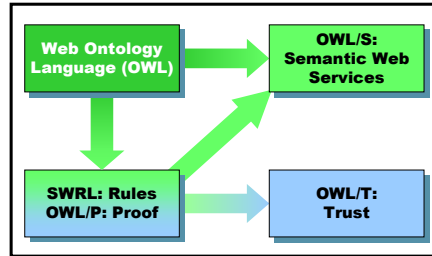 Web Ontology
Language (OWL)
OWL/S:
Semantic Web
Services
SWRL: Rules
OWL/P: Proof
OWL/T:
Trust